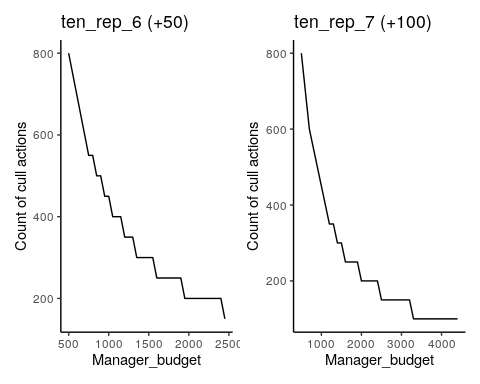 ten_rep_6 (+50)
Count of cull actions
800
600
400
200
500
1000
1500
2000
2500
Manager_budget
ten_rep_7 (+100)
Count of cull actions
800
600
400
200
1000
2000
3000
4000
Manager_budget